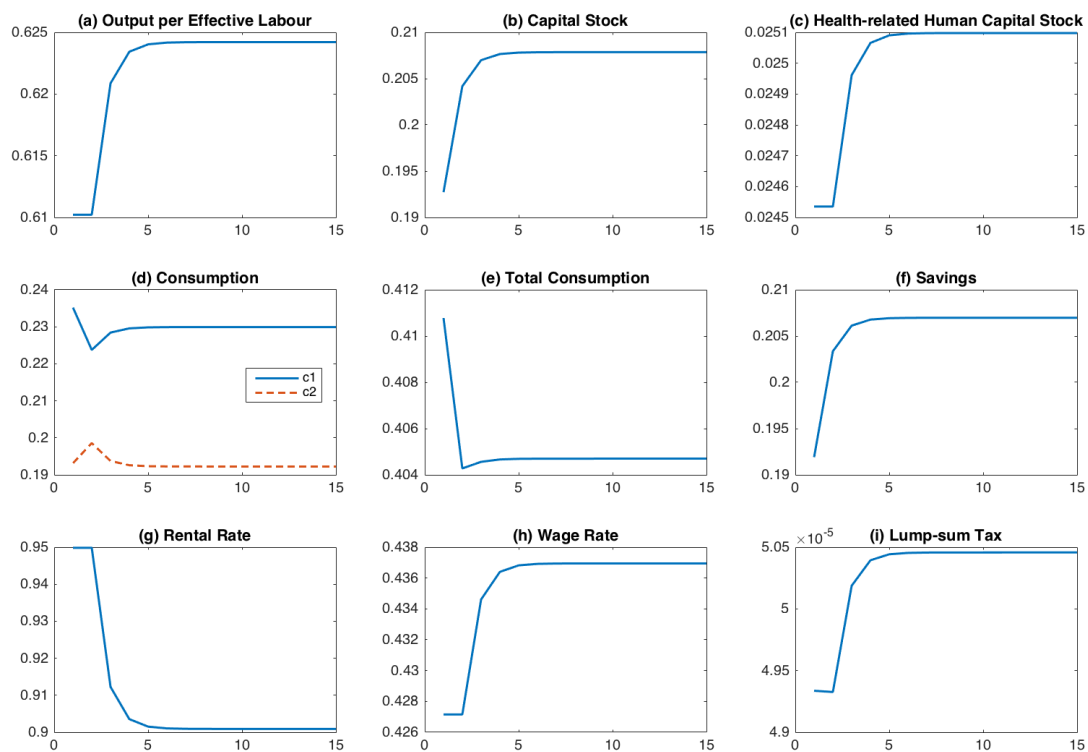 (a) Output per Effective Labour
0.625
0.62
0.615
0.61
0 5 10 15
(b) Capital Stock
0.21
0.205
0.2
0.195
0.19
0 5 10 15
(c) Health-related Human Capital Stock
0.0251
0.025
0.0249
0.0248
0.0247
0.0246
0.0245
0 5 10 15
(d) Consumption
0.24
0.23
0.22
0.21
0.2
0.19
c1
c2
0 5 10 15
(e) Total Consumption
0.412
0.41
0.408
0.406
0.404
0 5 10 15
(f) Savings
0.21
0.205
0.2
0.195
0.19
0 5 10 15
(g) Rental Rate
0.95
0.94
0.93
0.92
0.91
0.9
0 5 10 15
(h) Wage Rate
0.438
0.436
0.434
0.432
0.43
0.428
0.426
0 5 10 15
×10⁻⁵ (i) Lump-sum Tax
5.05
5
4.95
4.9
0 5 10 15